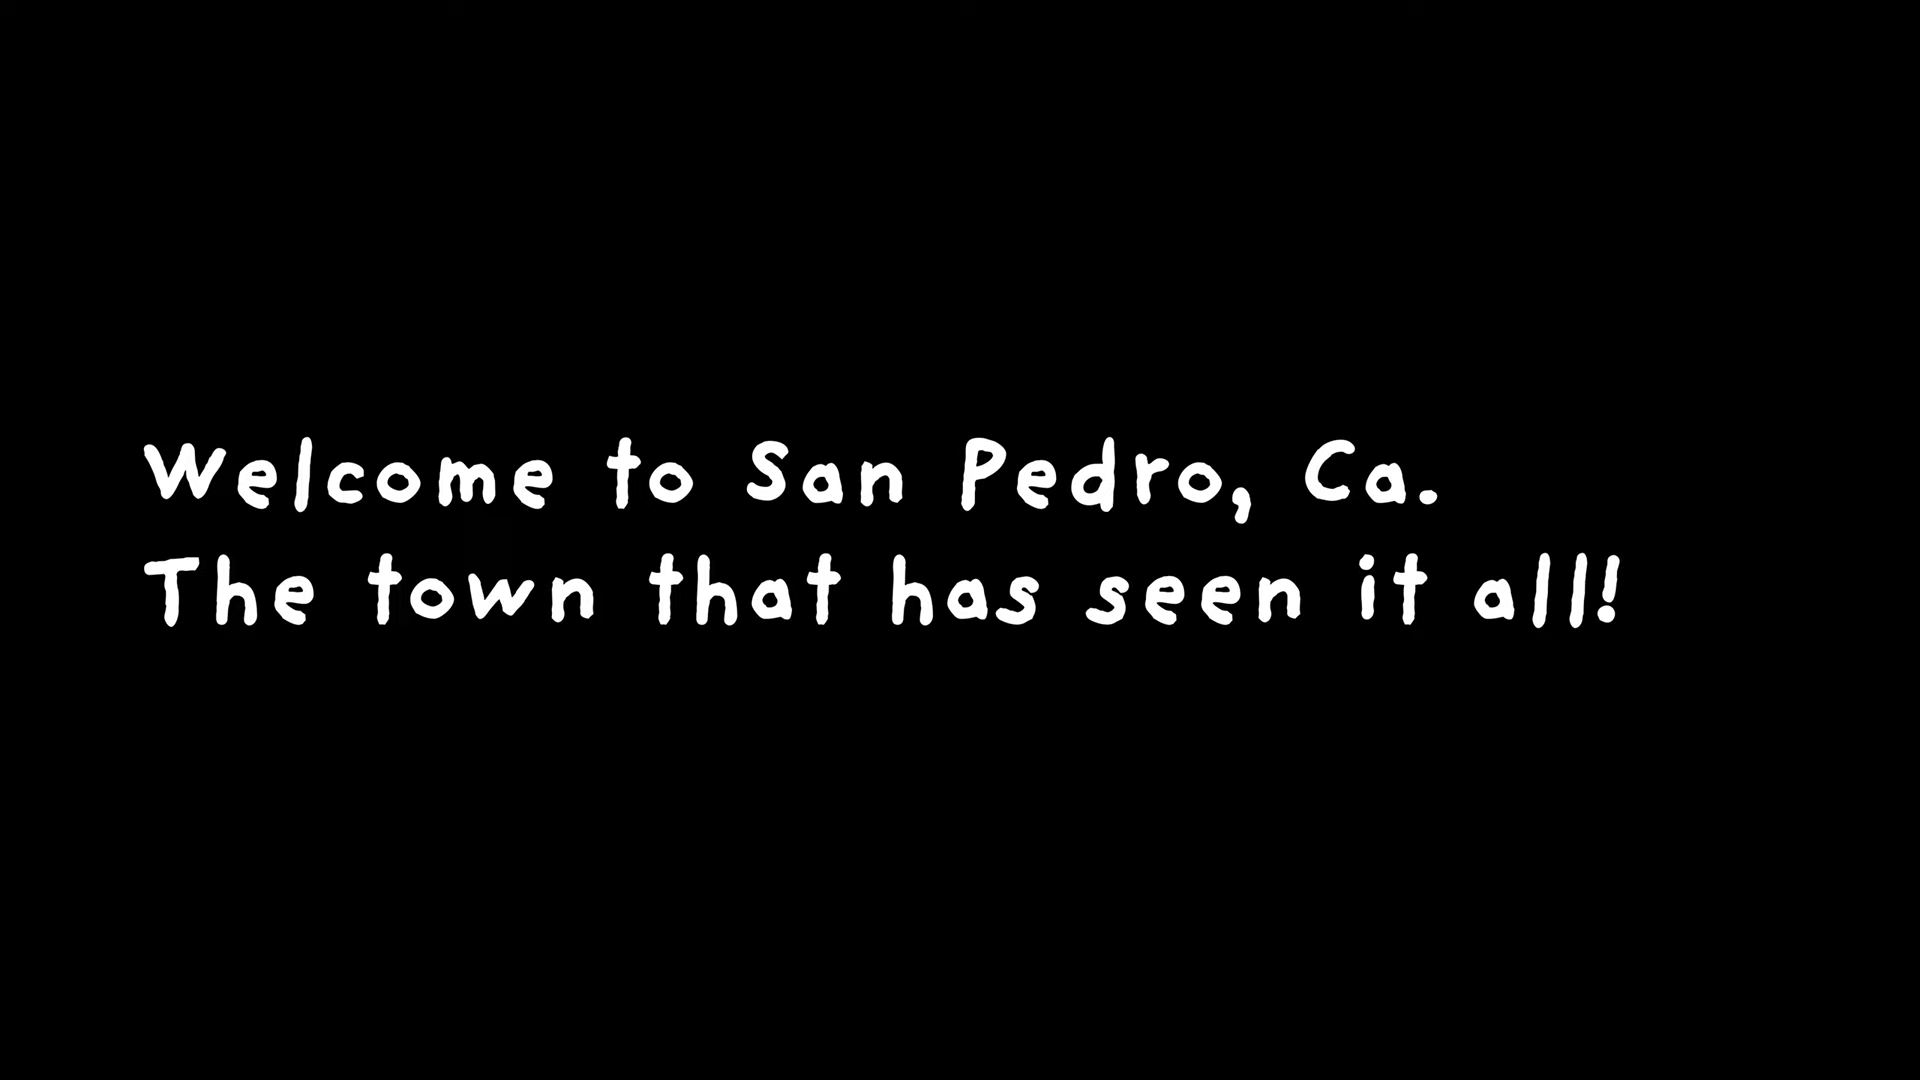 Welcome to San Pedro, Ca.
The town that has seen it all!